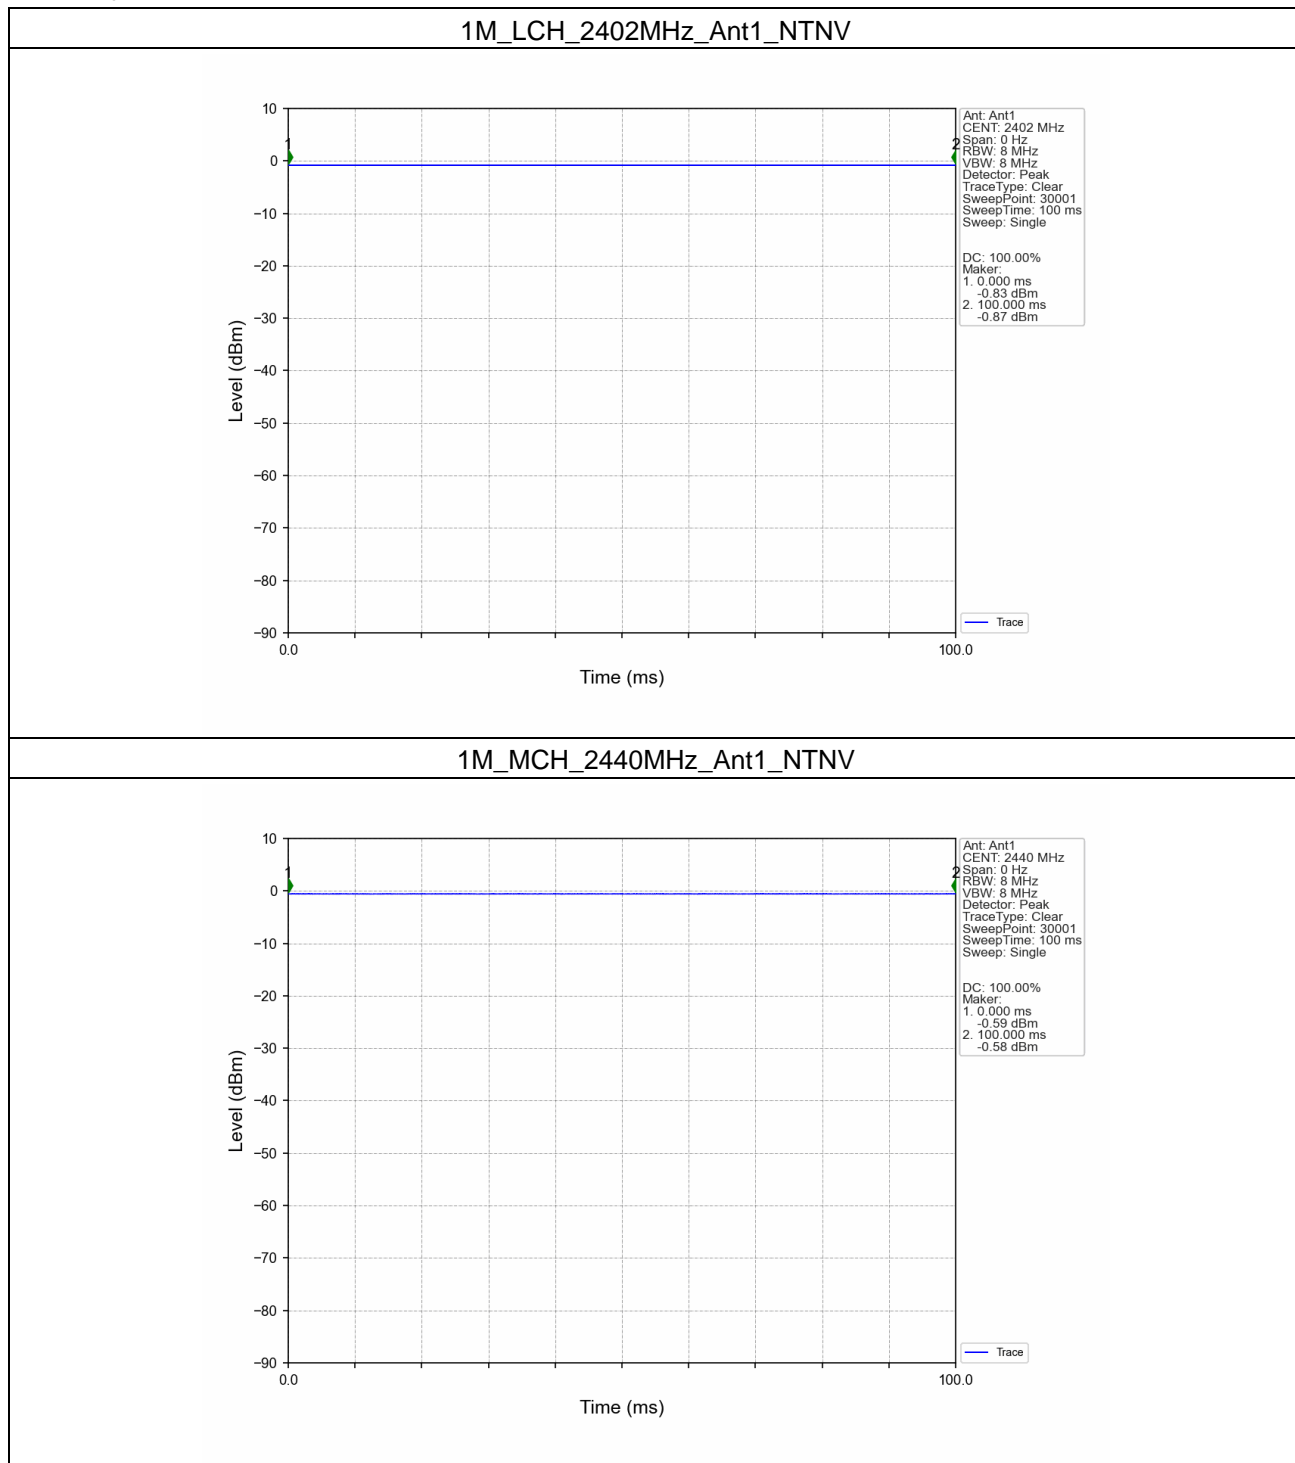 1M_LCH_2402MHz_Ant1_NTNV
10
0
−10
−20
−30
−40
−50
−60
−70
−80
−90
Level (dBm)
1
2
0.0
100.0
Time (ms)
Ant: Ant1
CENT: 2402 MHz
Span: 0 Hz
RBW: 8 MHz
VBW: 8 MHz
Detector: Peak
TraceType: Clear
SweepPoint: 30001
SweepTime: 100 ms
Sweep: Single
DC: 100.00%
Maker:
1. 0.000 ms
-0.83 dBm
2. 100.000 ms
-0.87 dBm
Trace
1M_MCH_2440MHz_Ant1_NTNV
10
0
−10
−20
−30
−40
−50
−60
−70
−80
−90
Level (dBm)
1
2
0.0
100.0
Time (ms)
Ant: Ant1
CENT: 2440 MHz
Span: 0 Hz
RBW: 8 MHz
VBW: 8 MHz
Detector: Peak
TraceType: Clear
SweepPoint: 30001
SweepTime: 100 ms
Sweep: Single
DC: 100.00%
Maker:
1. 0.000 ms
-0.59 dBm
2. 100.000 ms
-0.58 dBm
Trace